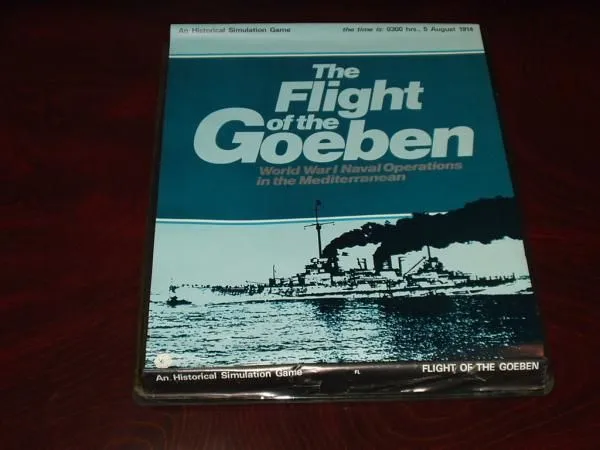 An Historical Simulation Game
the time is: 0300 hrs., 5 August 1914
The
Flight
of the
Goeben
World War I Naval Operations
in the Mediterranean
An Historical Simulation Game
FL
FLIGHT OF THE GOEBEN